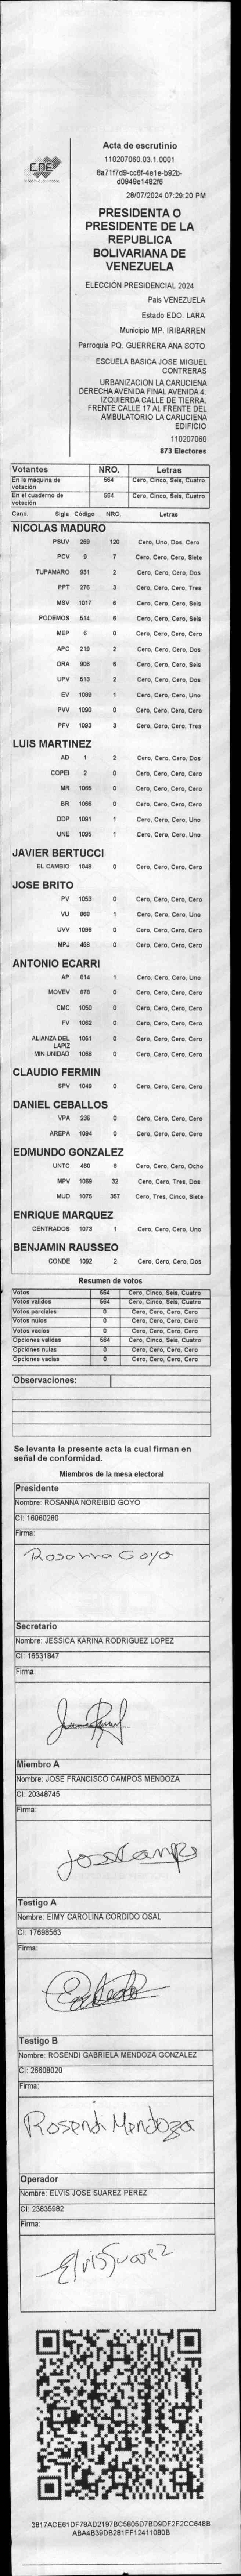 CNE
Acta de escrutinio
110207060.03.1.0001
8a71f7d9-cc6f-4e1e-b92b-
d0949e1482f6
28/07/2024 07:29:20 PM
PRESIDENTA O
PRESIDENTE DE LA
REPUBLICA
BOLIVARIANA DE
VENEZUELA
ELECCIÓN PRESIDENCIAL 2024
País VENEZUELA
Estado EDO. LARA
Municipio MP. IRIBARREN
Parroquia PQ. GUERRERA ANA SOTO
ESCUELA BASICA JOSE MIGUEL
CONTRERAS
URBANIZACION LA CARUCIENA
DERECHA AVENIDA FINAL AVENIDA 4.
IZQUIERDA CALLE DE TIERRA.
FRENTE CALLE 17 AL FRENTE DEL
AMBULATORIO LA CARUCIENA
EDIFICIO
110207060
873 Electores
Votantes NRO. Letras
En la máquina de votación 564 Cero, Cinco, Seis, Cuatro
En el cuaderno de votación 564 Cero, Cinco, Seis, Cuatro
Cand. Sigla Código NRO. Letras
NICOLAS MADURO
PSUV 269 120 Cero, Uno, Dos, Cero
PCV 9 7 Cero, Cero, Cero, Siete
TUPAMARO 931 2 Cero, Cero, Cero, Dos
PPT 276 3 Cero, Cero, Cero, Tres
MSV 1017 6 Cero, Cero, Cero, Seis
PODEMOS 514 6 Cero, Cero, Cero, Seis
MEP 6 0 Cero, Cero, Cero, Cero
APC 219 2 Cero, Cero, Cero, Dos
ORA 906 6 Cero, Cero, Cero, Seis
UPV 513 2 Cero, Cero, Cero, Dos
EV 1089 1 Cero, Cero, Cero, Uno
PVV 1090 0 Cero, Cero, Cero, Cero
PFV 1093 3 Cero, Cero, Cero, Tres
LUIS MARTINEZ
AD 1 2 Cero, Cero, Cero, Dos
COPEI 2 0 Cero, Cero, Cero, Cero
MR 1065 0 Cero, Cero, Cero, Cero
BR 1066 0 Cero, Cero, Cero, Cero
DDP 1091 1 Cero, Cero, Cero, Uno
UNE 1095 1 Cero, Cero, Cero, Uno
JAVIER BERTUCCI
EL CAMBIO 1048 0 Cero, Cero, Cero, Cero
JOSE BRITO
PV 1053 0 Cero, Cero, Cero, Cero
VU 868 1 Cero, Cero, Cero, Uno
UVV 1096 0 Cero, Cero, Cero, Cero
MPJ 458 0 Cero, Cero, Cero, Cero
ANTONIO ECARRI
AP 814 1 Cero, Cero, Cero, Uno
MOVEV 878 0 Cero, Cero, Cero, Cero
CMC 1050 0 Cero, Cero, Cero, Cero
FV 1062 0 Cero, Cero, Cero, Cero
ALIANZA DEL LAPIZ 1061 0 Cero, Cero, Cero, Cero
MIN UNIDAD 1068 0 Cero, Cero, Cero, Cero
CLAUDIO FERMIN
SPV 1049 0 Cero, Cero, Cero, Cero
DANIEL CEBALLOS
VPA 236 0 Cero, Cero, Cero, Cero
AREPA 1094 0 Cero, Cero, Cero, Cero
EDMUNDO GONZALEZ
UNTC 460 8 Cero, Cero, Cero, Ocho
MPV 1069 32 Cero, Cero, Tres, Dos
MUD 1075 357 Cero, Tres, Cinco, Siete
ENRIQUE MARQUEZ
CENTRADOS 1073 1 Cero, Cero, Cero, Uno
BENJAMIN RAUSSEO
CONDE 1092 2 Cero, Cero, Cero, Dos
Resumen de votos
Votos 564 Cero, Cinco, Seis, Cuatro
Votos validos 564 Cero, Cinco, Seis, Cuatro
Votos parciales 0 Cero, Cero, Cero, Cero
Votos nulos 0 Cero, Cero, Cero, Cero
Votos vacios 0 Cero, Cero, Cero, Cero
Opciones validas 564 Cero, Cinco, Seis, Cuatro
Opciones nulas 0 Cero, Cero, Cero, Cero
Opciones vacias 0 Cero, Cero, Cero, Cero
Observaciones:
Se levanta la presente acta la cual firman en
señal de conformidad.
Miembros de la mesa electoral
Presidente
Nombre: ROSANNA NOREIBID GOYO
CI: 16060260
Firma:
Rosanna Goyo
Secretario
Nombre: JESSICA KARINA RODRIGUEZ LOPEZ
CI: 16531847
Firma:
Miembro A
Nombre: JOSE FRANCISCO CAMPOS MENDOZA
CI: 20348745
Firma:
José Campos
Testigo A
Nombre: EIMY CAROLINA CORDIDO OSAL
CI: 17698563
Firma:
Testigo B
Nombre: ROSENDI GABRIELA MENDOZA GONZALEZ
CI: 26608020
Firma:
Rosendi Mendoza
Operador
Nombre: ELVIS JOSE SUAREZ PEREZ
CI: 23835982
Firma:
Elvis Suarez
3817ACE61DF78AD2197BC5805D7BD9DF2F2CC848B
ABA4B39DB281FF12411080B